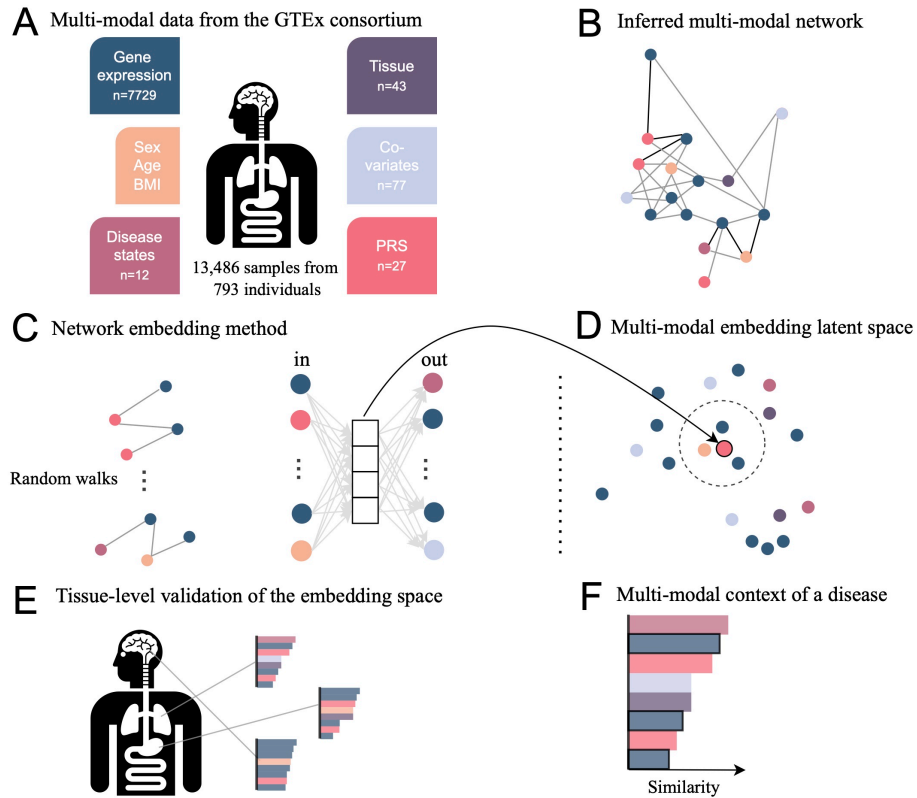 A Multi-modal data from the GTEx consortium
Gene
expression
n=7729
Tissue
n=43
Sex
Age
BMI
Co-
variates
n=77
Disease
states
n=12
PRS
n=27
13,486 samples from
793 individuals
B Inferred multi-modal network
C Network embedding method
in
out
Random walks
D Multi-modal embedding latent space
E Tissue-level validation of the embedding space
F Multi-modal context of a disease
Similarity